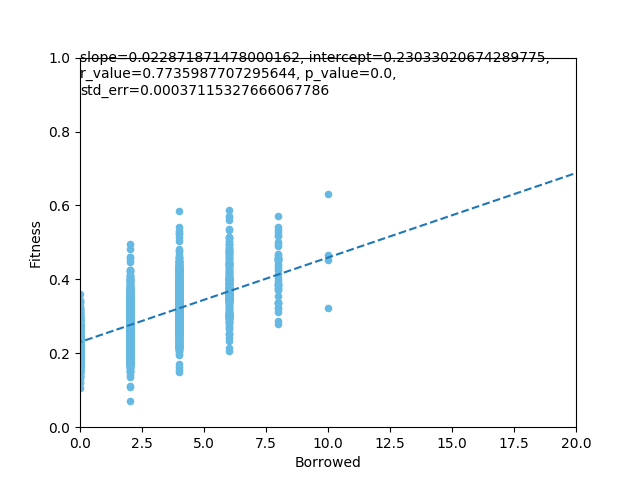 slope=0.022871871478000162, intercept=0.23033020674289775,
r_value=0.7735987707295644, p_value=0.0,
std_err=0.00037115327666067786
1.0
0.8
0.6
0.4
0.2
0.0
Fitness
0.0 2.5 5.0 7.5 10.0 12.5 15.0 17.5 20.0
Borrowed